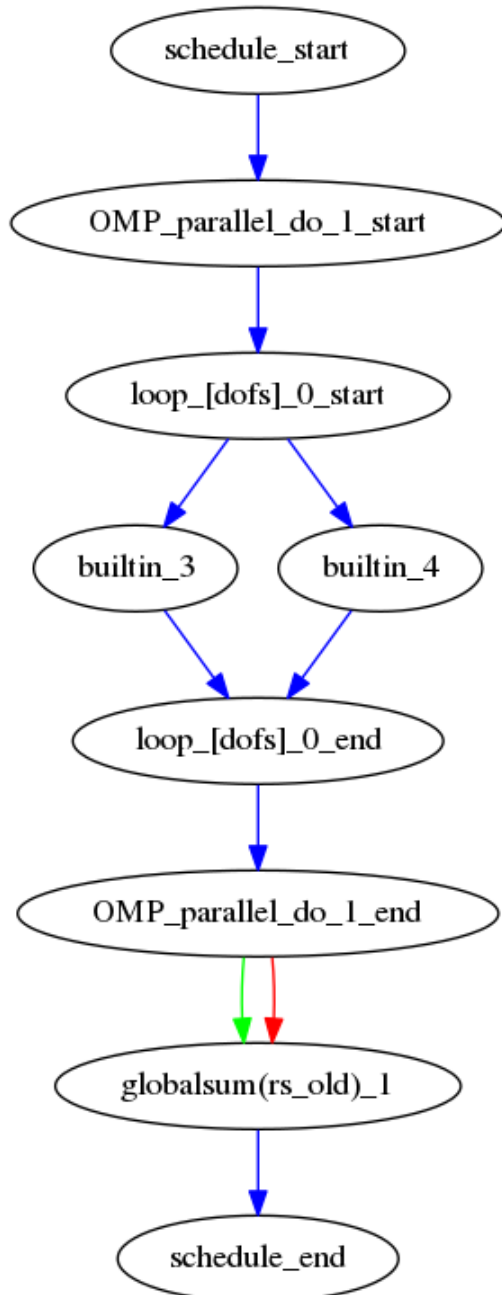 schedule_start
OMP_parallel_do_1_start
loop_[dofs]_0_start
builtin_3
builtin_4
loop_[dofs]_0_end
OMP_parallel_do_1_end
globalsum(rs_old)_1
schedule_end